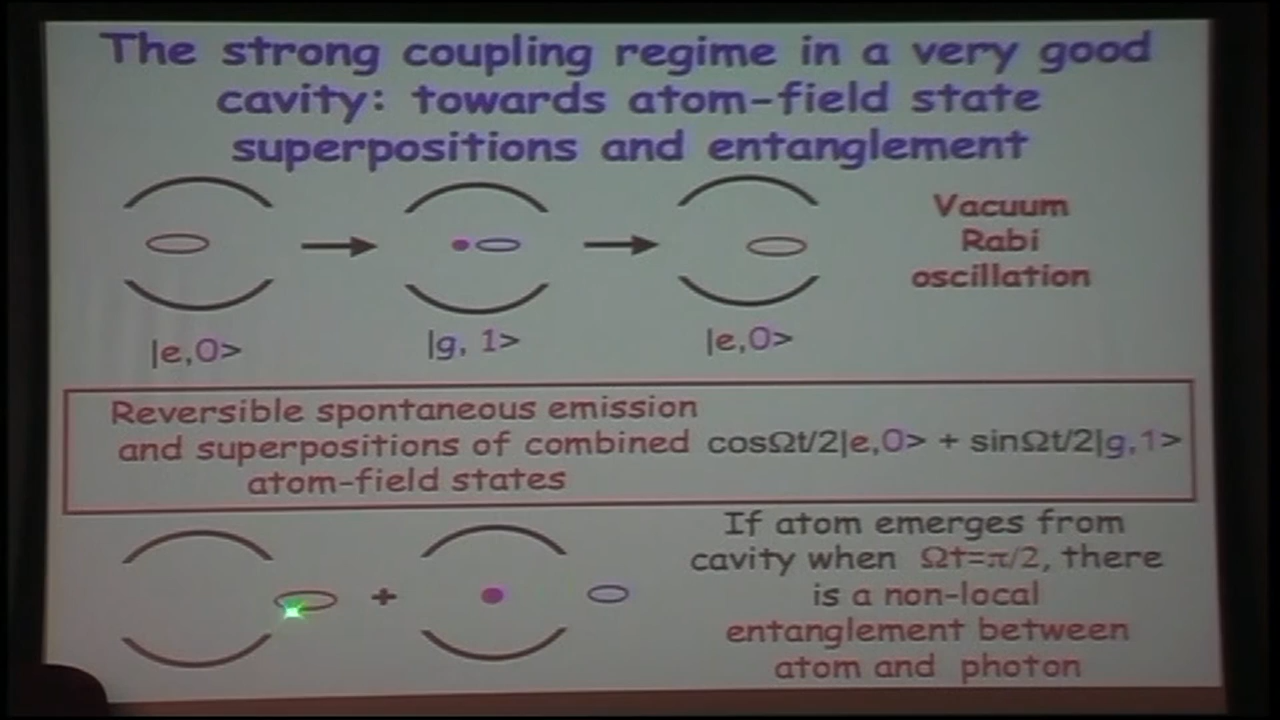 The strong coupling regime in a very good
cavity: towards atom-field state
superpositions and entanglement
Vacuum
Rabi
oscillation
|e,0>
|g, 1>
|e,0>
Reversible spontaneous emission
and superpositions of combined
atom-field states
cosΩt/2|e,0> + sinΩt/2|g,1>
+
If atom emerges from
cavity when Ωt=π/2, there
is a non-local
entanglement between
atom and photon